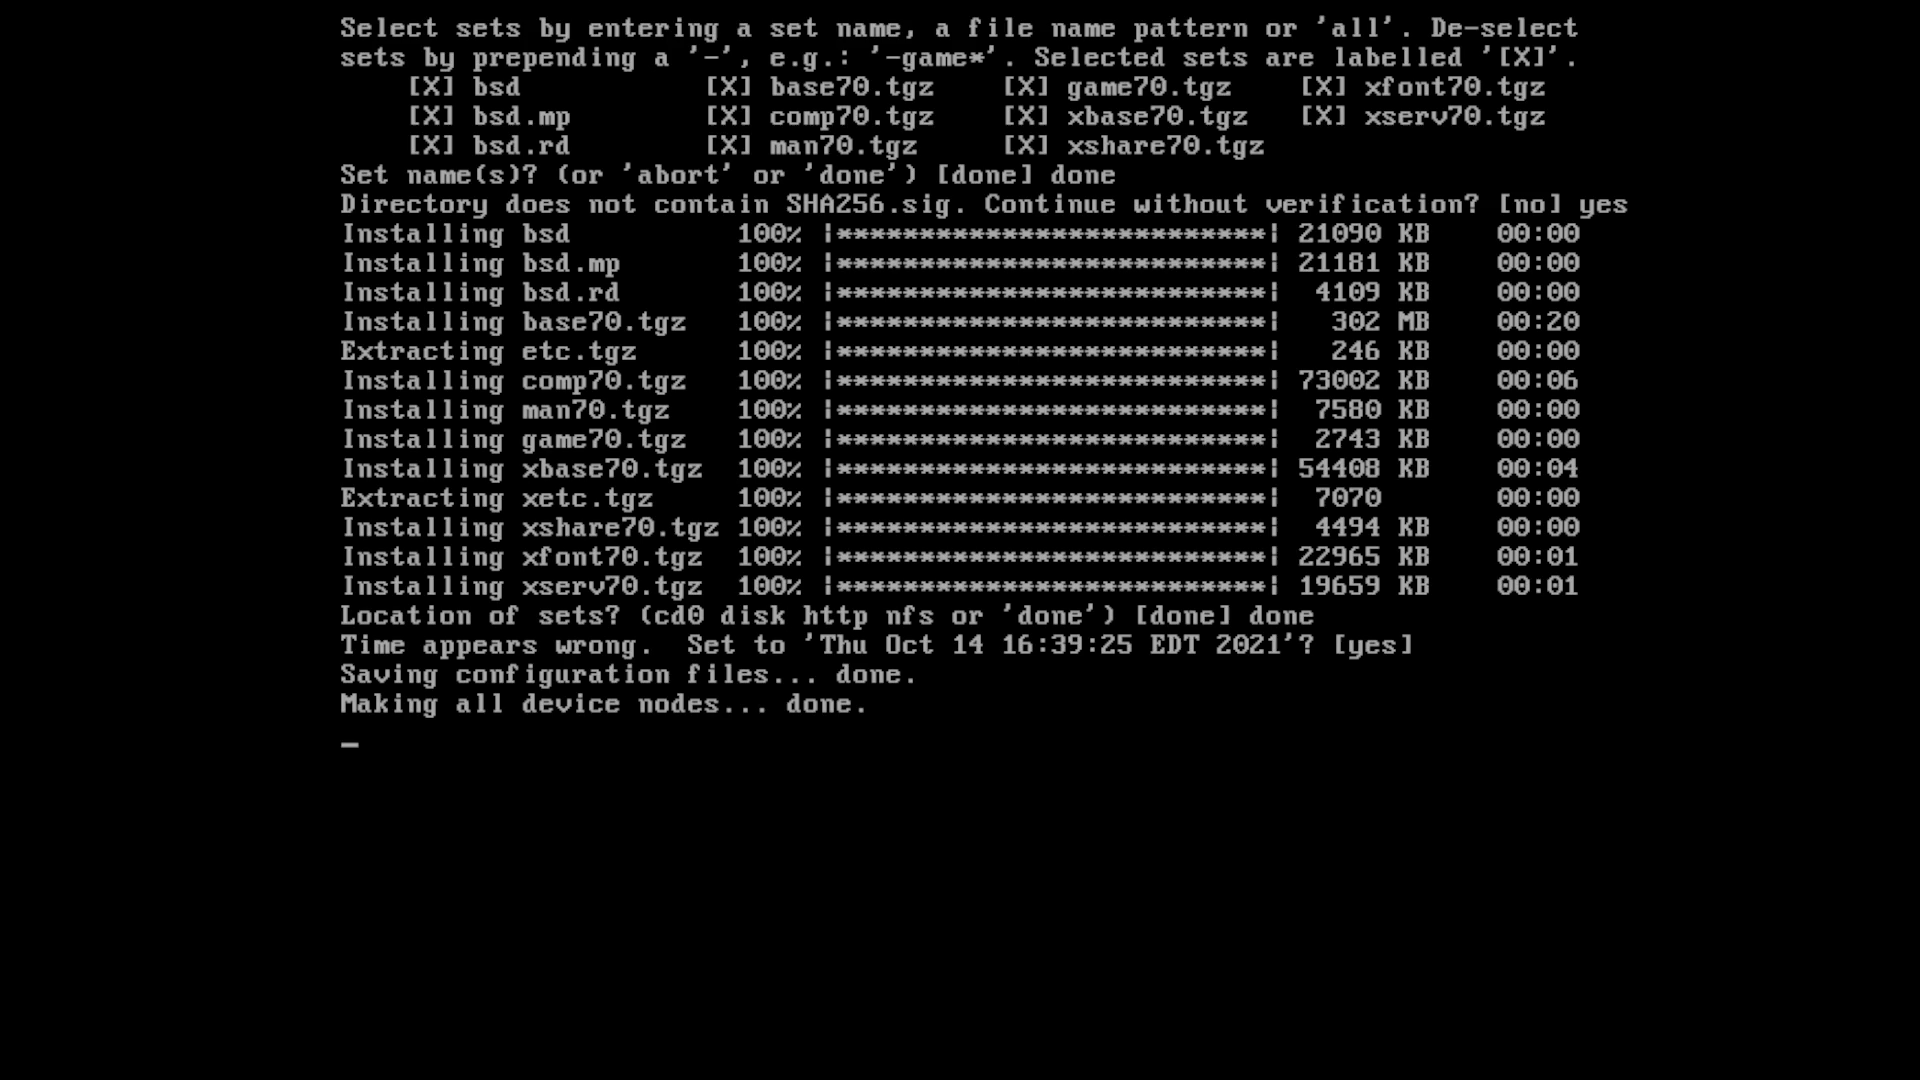 Select sets by entering a set name, a file name pattern or 'all'. De-select
sets by prepending a '-', e.g.: '-game*'. Selected sets are labelled '[X]'.
    [X] bsd           [X] base70.tgz    [X] game70.tgz    [X] xfont70.tgz
    [X] bsd.mp        [X] comp70.tgz    [X] xbase70.tgz   [X] xserv70.tgz
    [X] bsd.rd        [X] man70.tgz     [X] xshare70.tgz
Set name(s)? (or 'abort' or 'done') [done] done
Directory does not contain SHA256.sig. Continue without verification? [no] yes
Installing bsd          100% |**************************| 21090 KB    00:00
Installing bsd.mp       100% |**************************| 21181 KB    00:00
Installing bsd.rd       100% |**************************|  4109 KB    00:00
Installing base70.tgz   100% |**************************|   302 MB    00:20
Extracting etc.tgz      100% |**************************|   246 KB    00:00
Installing comp70.tgz   100% |**************************| 73002 KB    00:06
Installing man70.tgz    100% |**************************|  7580 KB    00:00
Installing game70.tgz   100% |**************************|  2743 KB    00:00
Installing xbase70.tgz  100% |**************************| 54408 KB    00:04
Extracting xetc.tgz     100% |**************************|  7070       00:00
Installing xshare70.tgz 100% |**************************|  4494 KB    00:00
Installing xfont70.tgz  100% |**************************| 22965 KB    00:01
Installing xserv70.tgz  100% |**************************| 19659 KB    00:01
Location of sets? (cd0 disk http nfs or 'done') [done] done
Time appears wrong.  Set to 'Thu Oct 14 16:39:25 EDT 2021'? [yes]
Saving configuration files... done.
Making all device nodes... done.